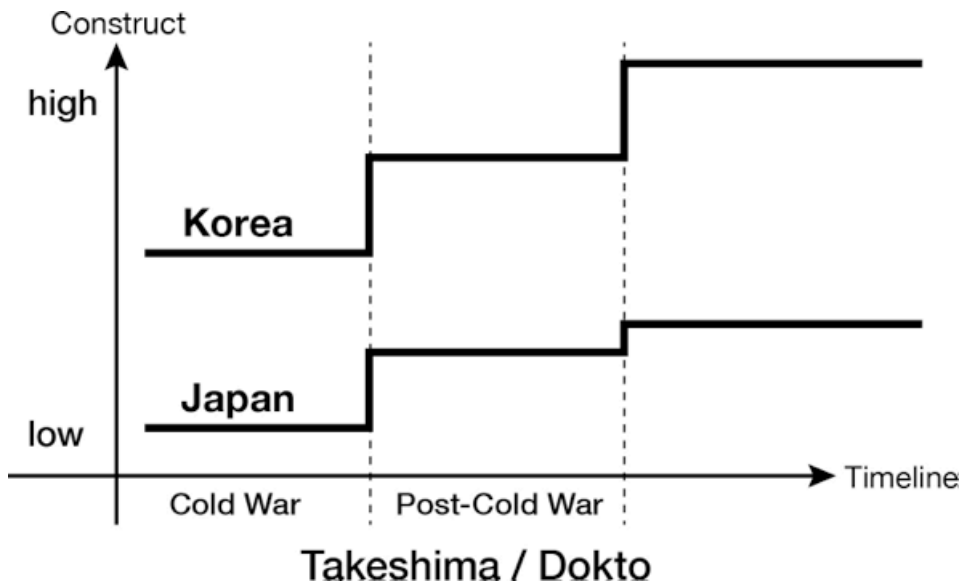 Construct
high
Korea
Japan
low
Timeline
Cold War
Post-Cold War
Takeshima / Dokto